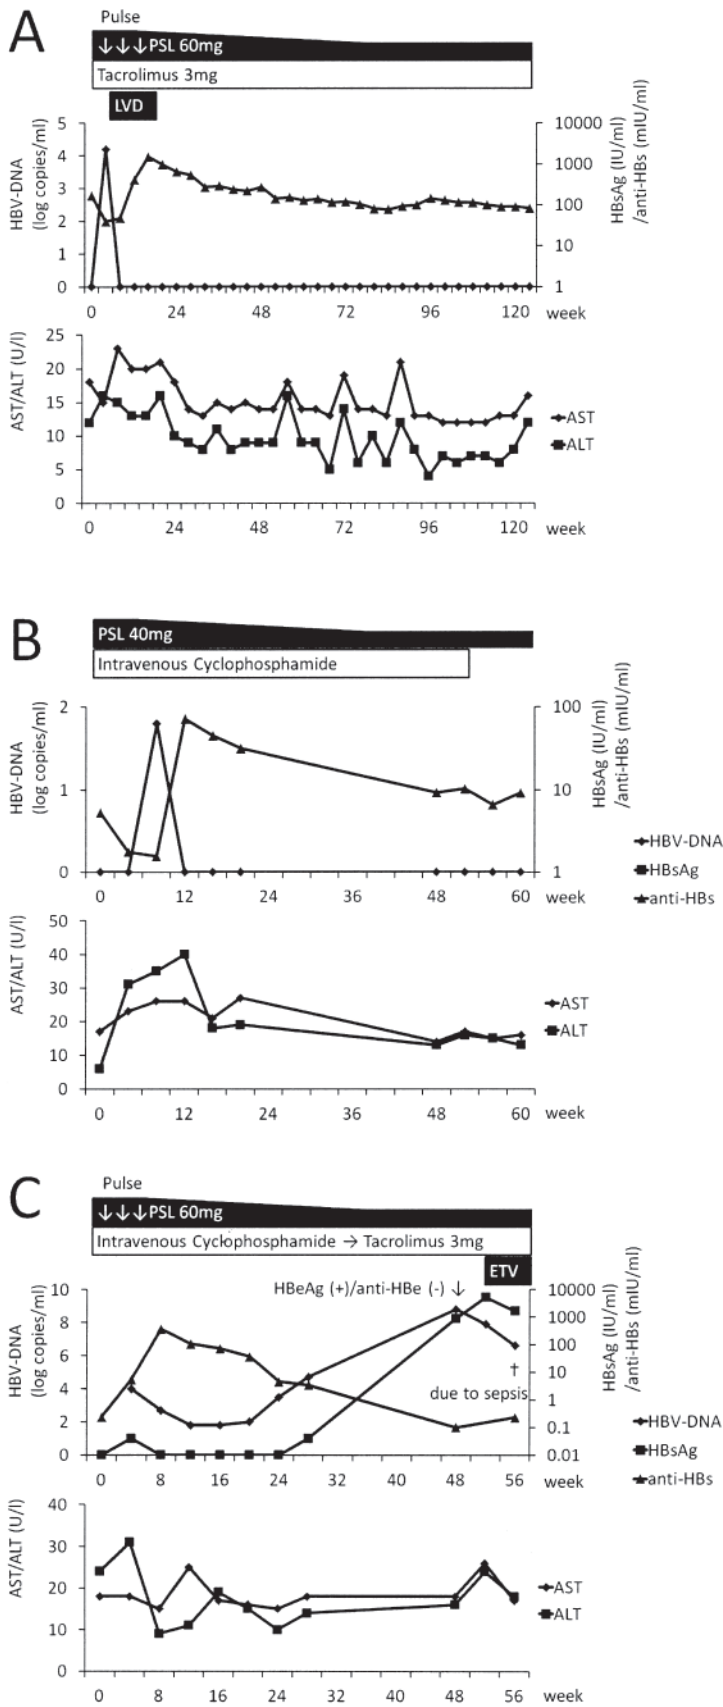 A
Pulse
↓↓↓PSL 60mg
Tacrolimus 3mg
LVD
HBV-DNA
(log copies/ml)
5
4
3
2
1
0
10000
1000
100
10
1
HBsAg (IU/ml)
/anti-HBs (mIU/ml)
0 24 48 72 96 120 week
AST/ALT (U/l)
25
20
15
10
5
0
AST
ALT
0 24 48 72 96 120 week
B
PSL 40mg
Intravenous Cyclophosphamide
HBV-DNA
(log copies/ml)
2
1
0
100
10
1
HBsAg (IU/ml)
/anti-HBs (mIU/ml)
HBV-DNA
HBsAg
anti-HBs
0 12 24 36 48 60 week
AST/ALT (U/l)
50
40
30
20
10
0
AST
ALT
0 12 24 36 48 60 week
C
Pulse
↓↓↓PSL 60mg
Intravenous Cyclophosphamide → Tacrolimus 3mg
ETV
HBeAg (+)/anti-HBe (-) ↓
HBV-DNA
(log copies/ml)
10
8
6
4
2
0
10000
1000
100
10
1
0.1
0.01
HBsAg (IU/ml)
/anti-HBs (mIU/ml)
†
due to sepsis
HBV-DNA
HBsAg
anti-HBs
0 8 16 24 32 40 48 56 week
AST/ALT (U/l)
40
30
20
10
0
AST
ALT
0 8 16 24 32 40 48 56 week